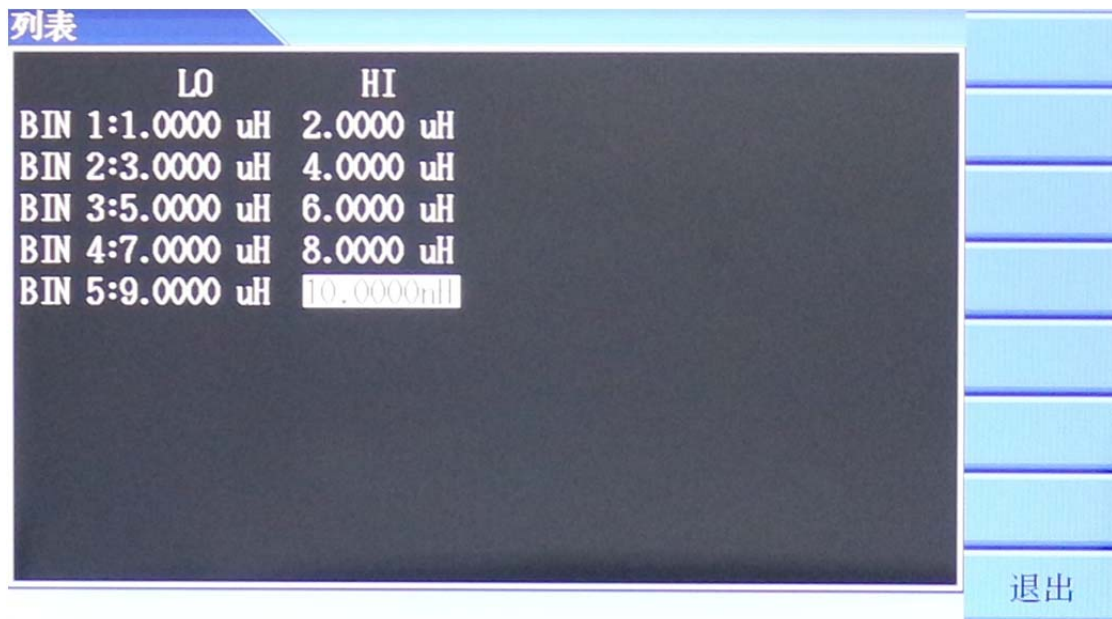 列表
LO HI
BIN 1:1.0000 uH 2.0000 uH
BIN 2:3.0000 uH 4.0000 uH
BIN 3:5.0000 uH 6.0000 uH
BIN 4:7.0000 uH 8.0000 uH
BIN 5:9.0000 uH 10.0000nH
退出